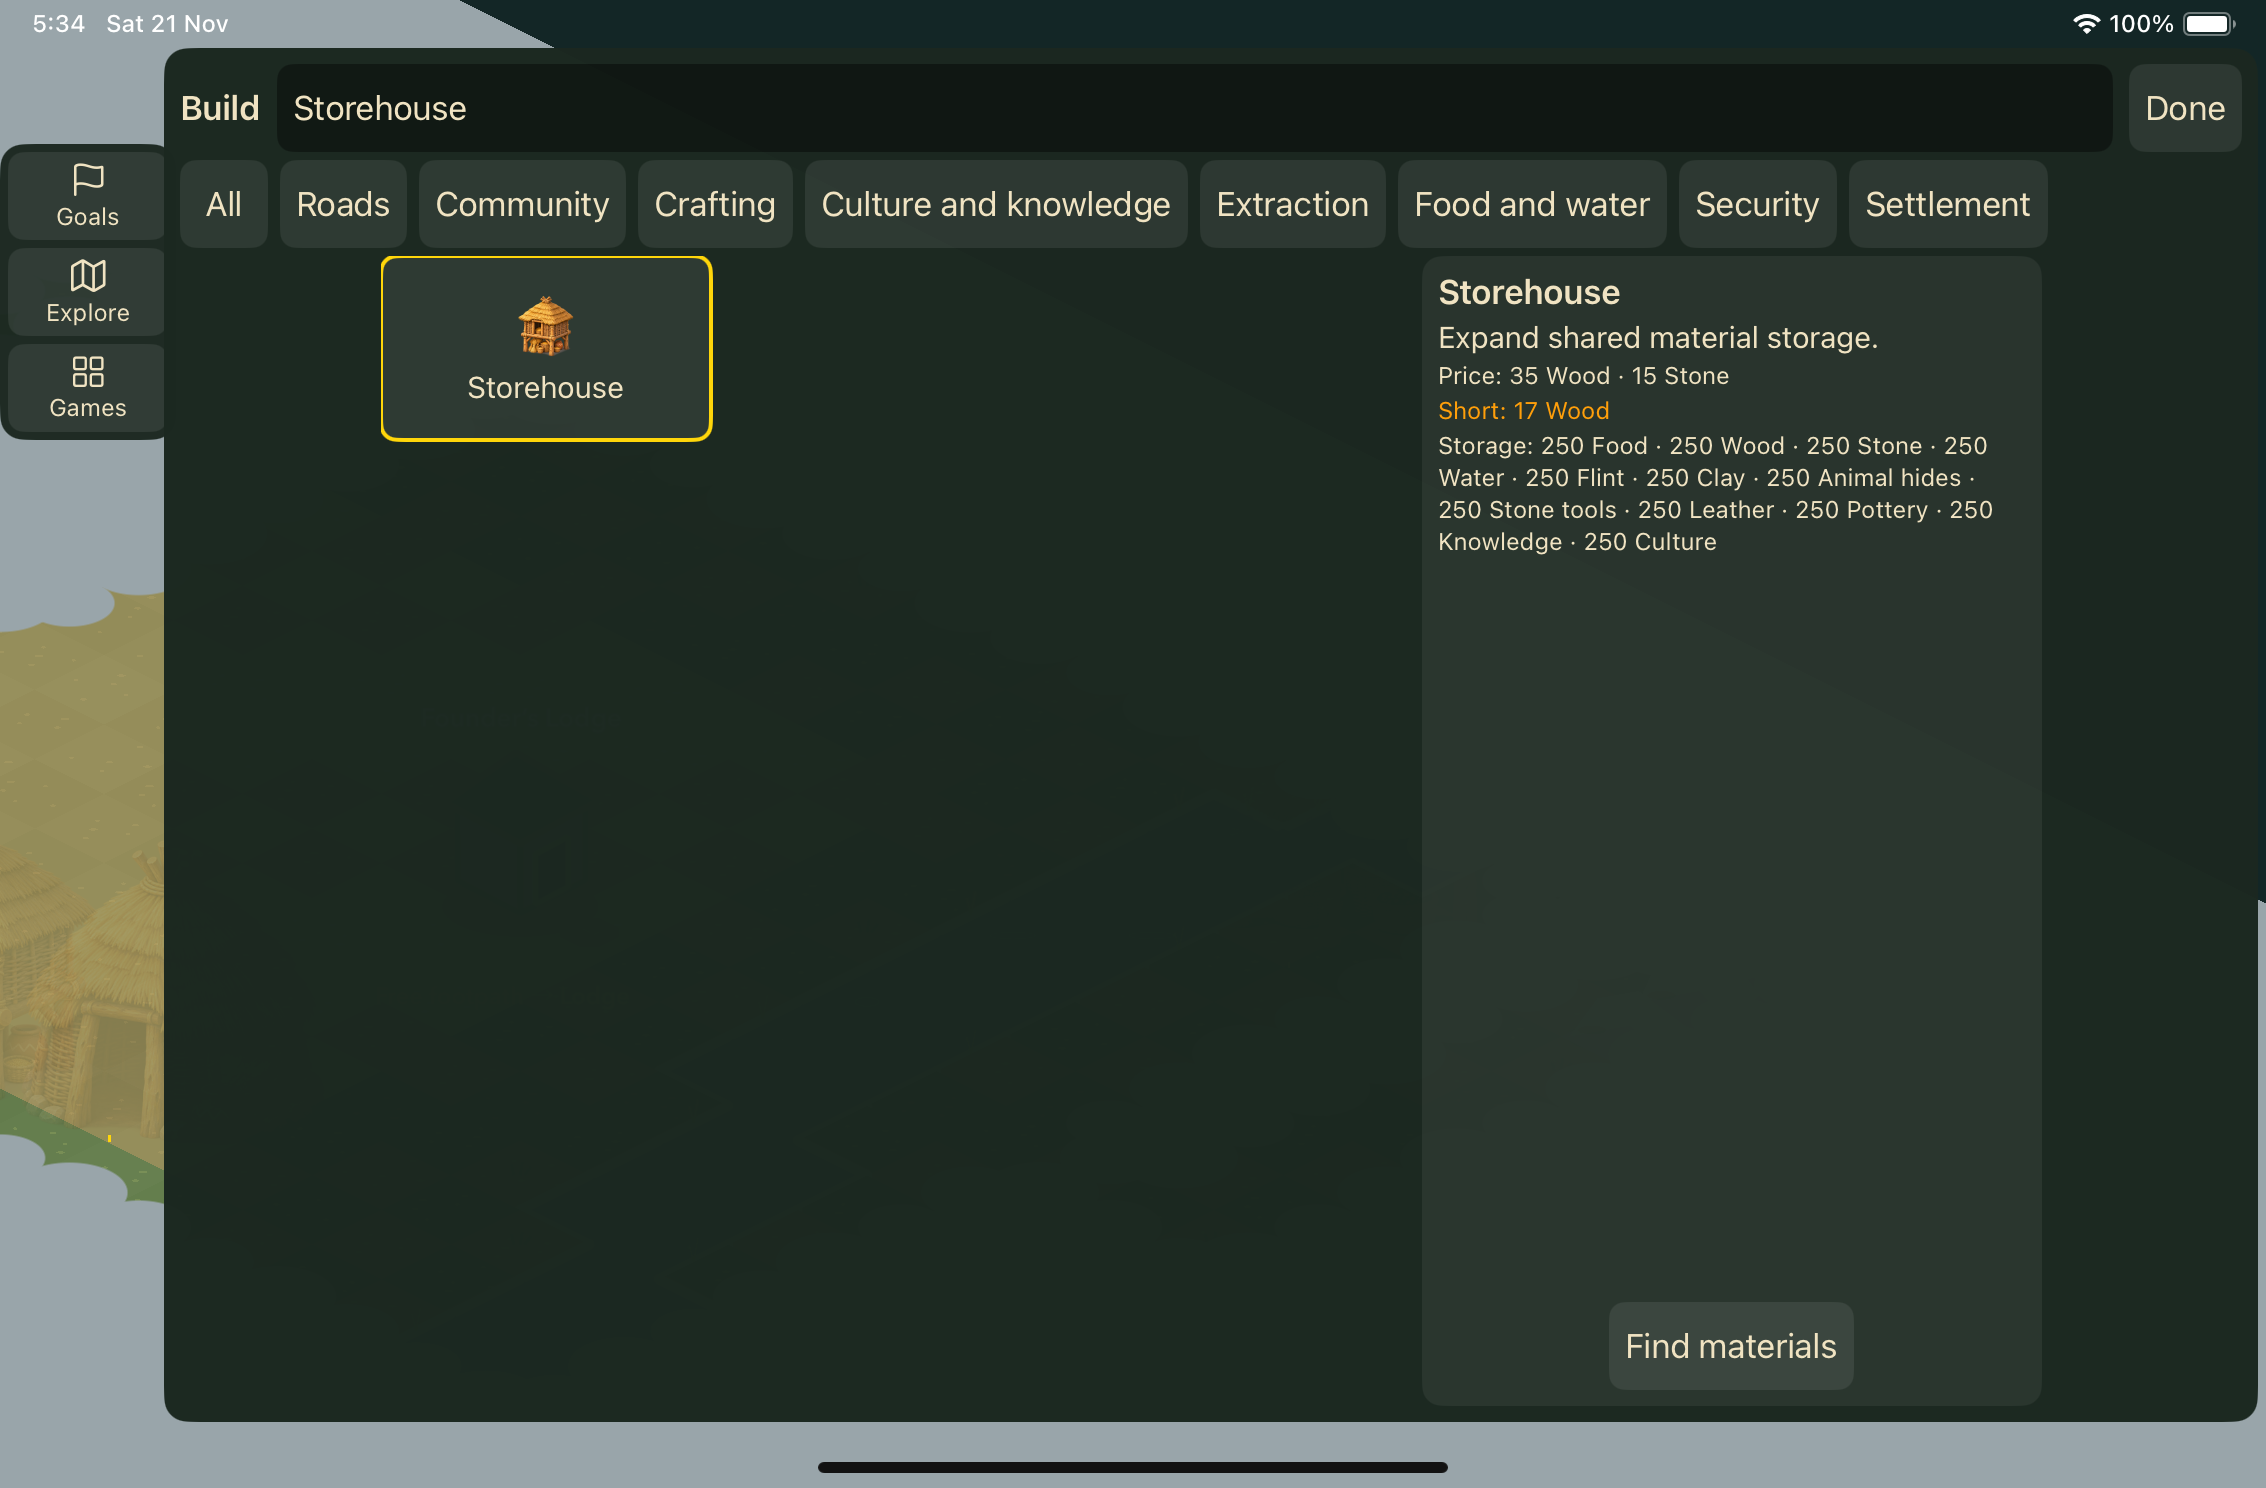 5:34 Sat 21 Nov
100%
Build
Storehouse
Done
Goals
Explore
Games
All
Roads
Community
Crafting
Culture and knowledge
Extraction
Food and water
Security
Settlement
Storehouse
Storehouse
Expand shared material storage.
Price: 35 Wood · 15 Stone
Short: 17 Wood
Storage: 250 Food · 250 Wood · 250 Stone · 250
Water · 250 Flint · 250 Clay · 250 Animal hides ·
250 Stone tools · 250 Leather · 250 Pottery · 250
Knowledge · 250 Culture
Find materials